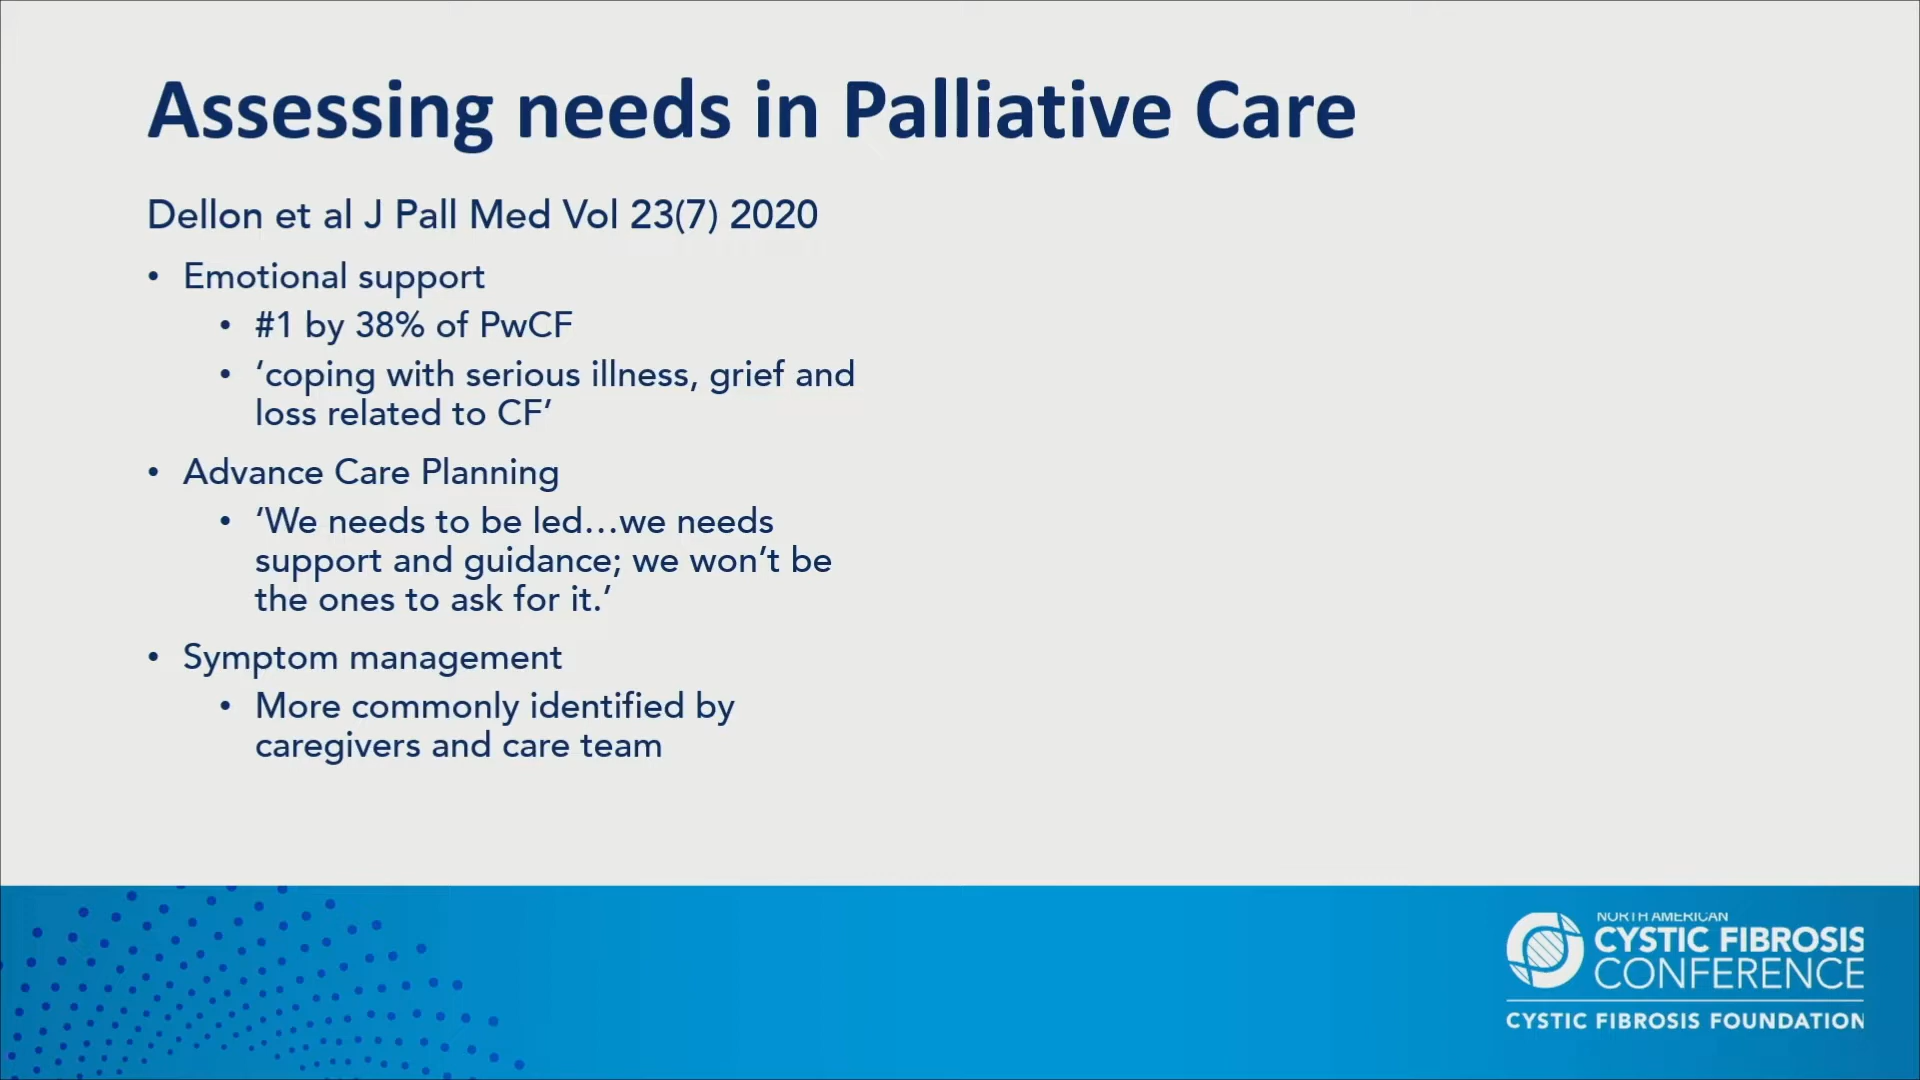 Assessing needs in Palliative Care
Dellon et al J Pall Med Vol 23(7) 2020
• Emotional support
• #1 by 38% of PwCF
• ‘coping with serious illness, grief and
loss related to CF’
• Advance Care Planning
• ‘We needs to be led…we needs
support and guidance; we won’t be
the ones to ask for it.’
• Symptom management
• More commonly identified by
caregivers and care team
NORTH AMERICAN
CYSTIC FIBROSIS
CONFERENCE
CYSTIC FIBROSIS FOUNDATION